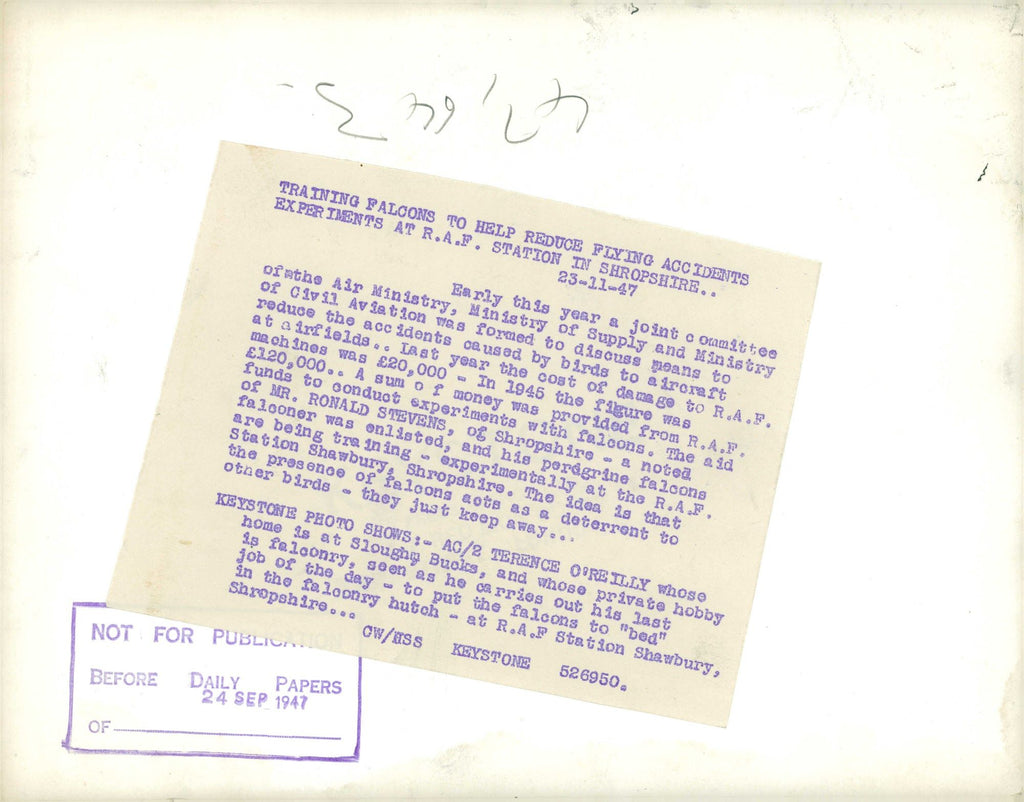 TRAINING FALCONS TO HELP REDUCE FLYING ACCIDENTS
EXPERIMENTS AT R.A.F. STATION IN SHROPSHIRE..
23-11-47
Early this year a joint committee
of the Air Ministry, Ministry of Supply and Ministry
of Civil Aviation was formed to discuss means to
reduce the accidents caused by birds to aircraft
at airfields.. Last year the cost of damage to R.A.F.
machines was £20,000 - In 1945 the figure was
£120,000.. A sum of money was provided from R.A.F.
funds to conduct experiments with falcons. The aid
of MR. RONALD STEVENS, of Shropshire - a noted
falconer was enlisted, and his peregrine falcons
are being training - experimentally at the R.A.F.
Station Shawbury, Shropshire. The idea is that
the presence of falcons acts as a deterrent to
other birds - they just keep away...
KEYSTONE PHOTO SHOWS:- AC/2 TERENCE O'REILLY whose
home is at Slough, Bucks, and whose private hobby
is falconry, seen as he carries out his last
job of the day - to put the falcons to "bed"
in the falconry hutch - at R.A.F Station Shawbury,
Shropshire...
CW/HSS KEYSTONE 526950.
NOT FOR PUBLICAT
BEFORE DAILY PAPERS
24 SEP 1947
OF